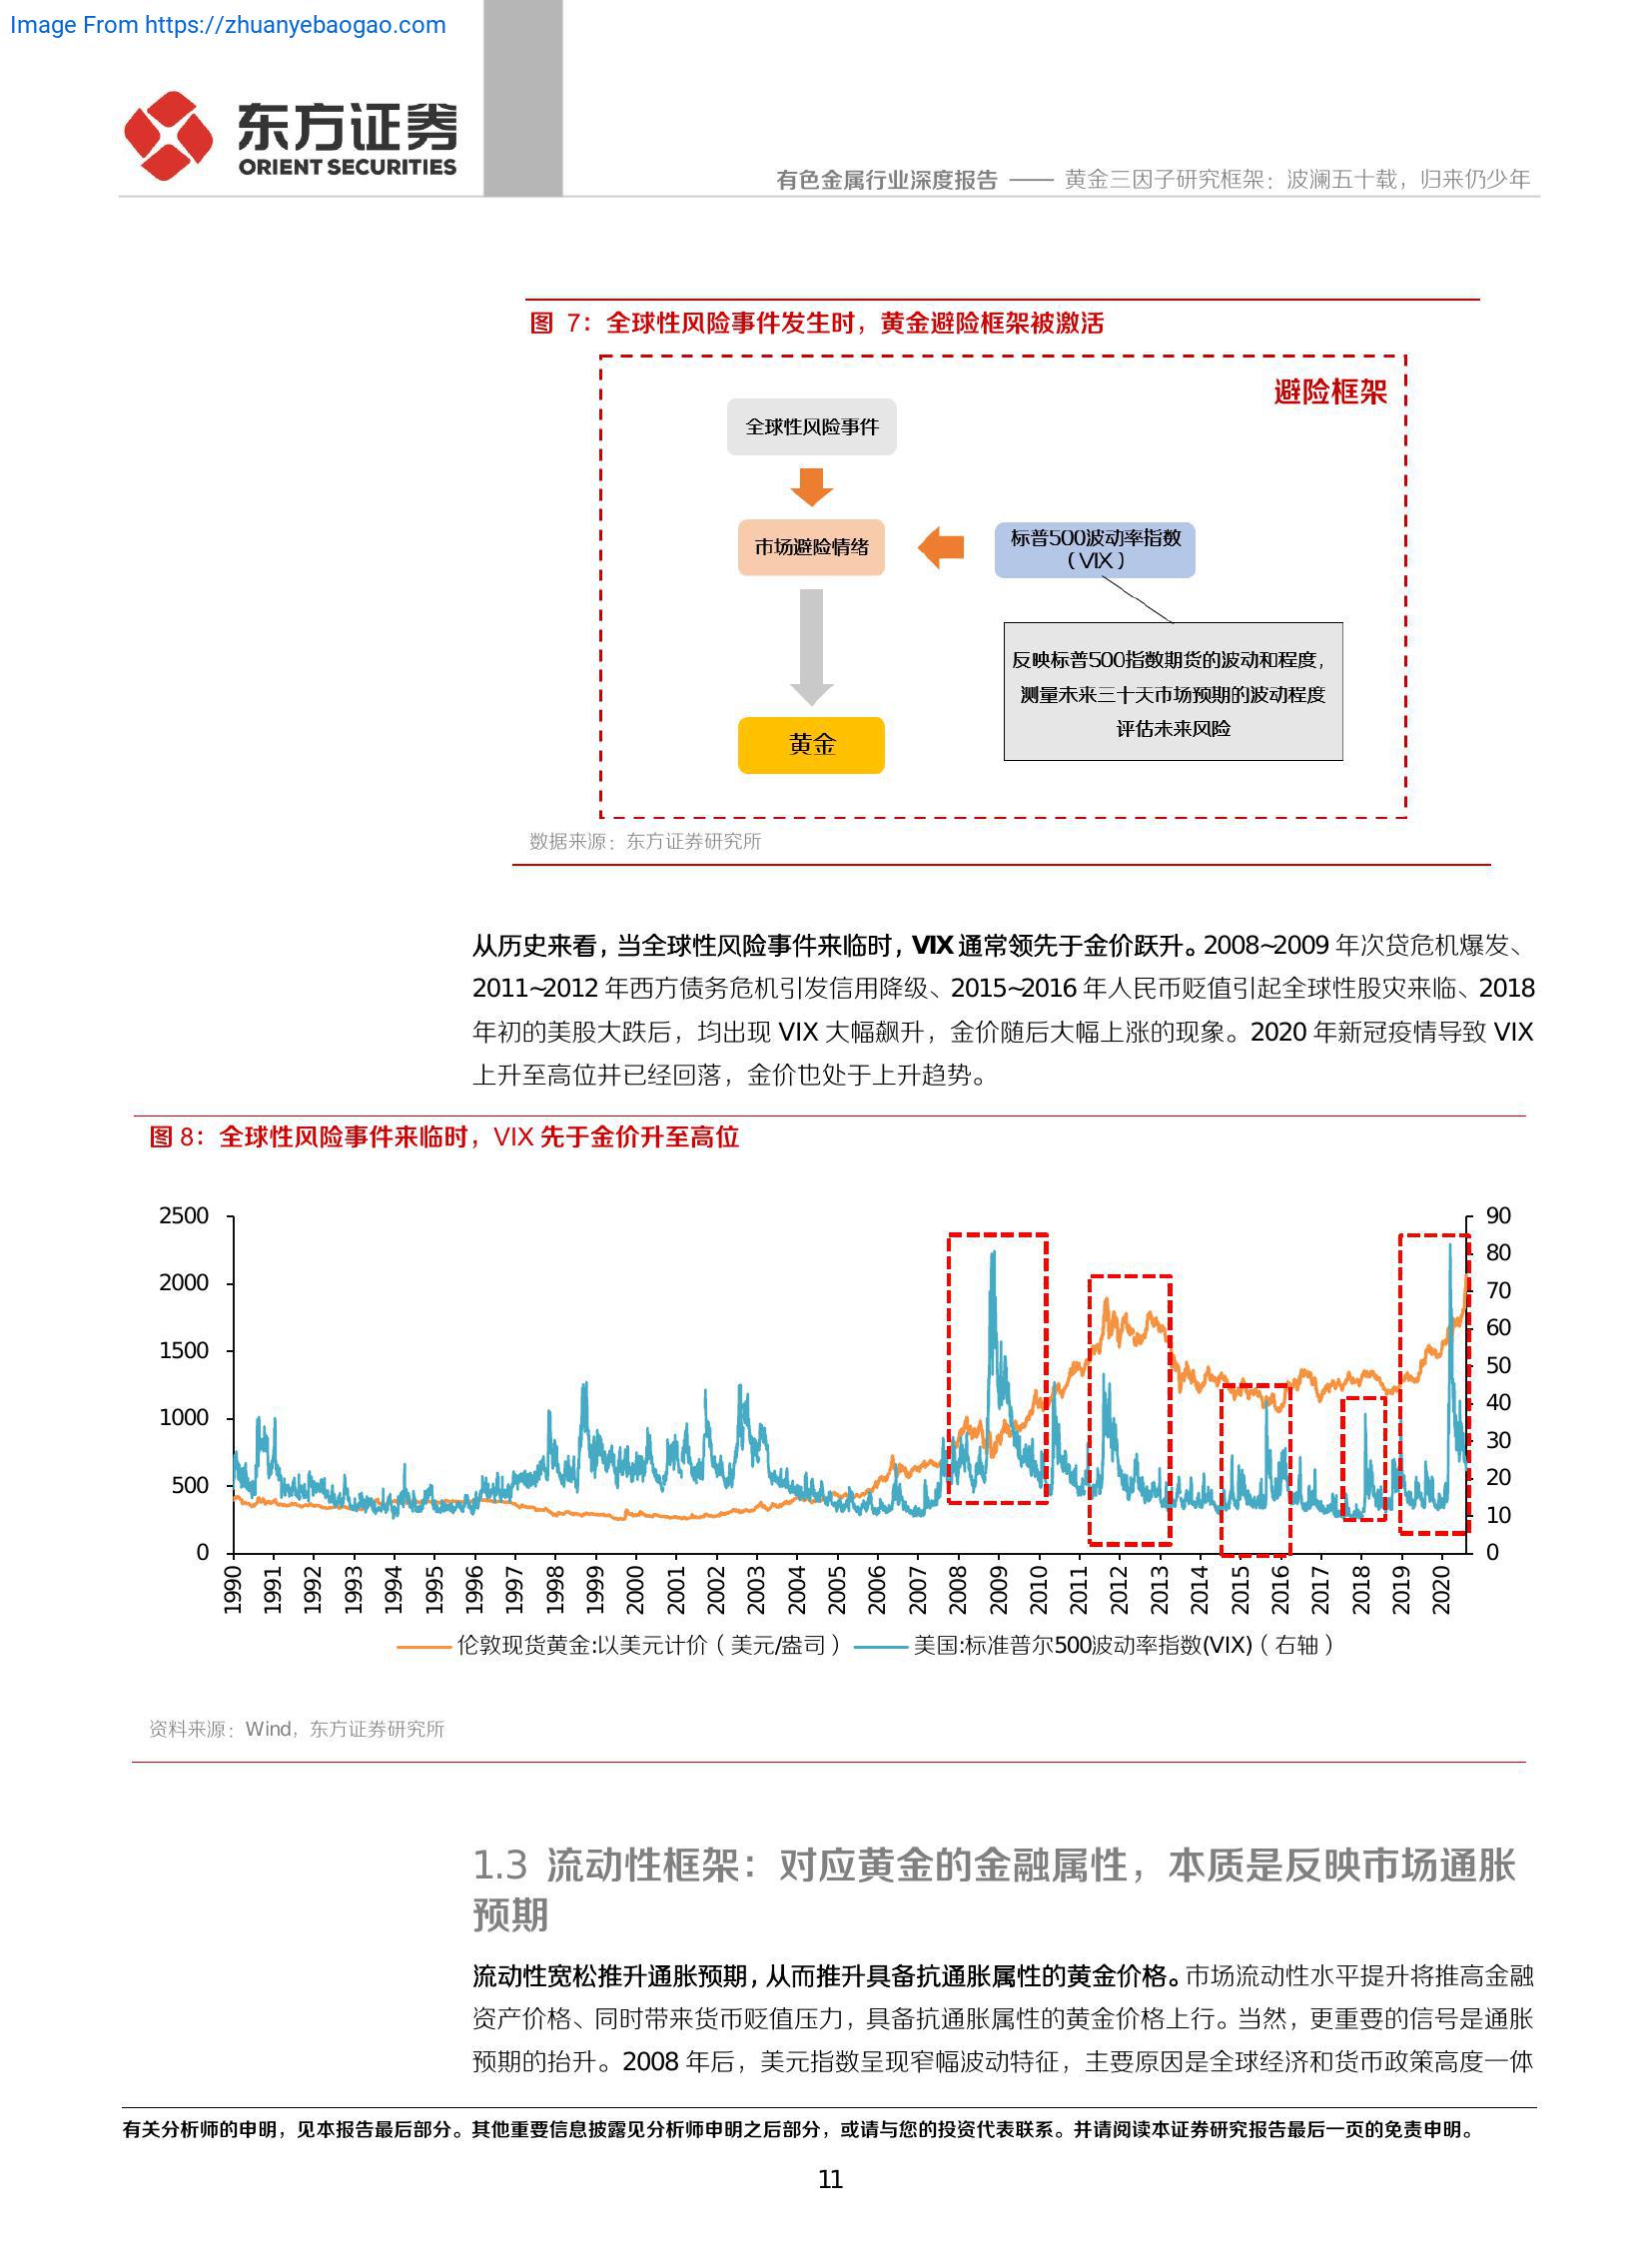 Image From https://zhuanyebaogao.com
东方证券
ORIENT SECURITIES
有色金属行业深度报告 —— 黄金三因子研究框架：波澜五十载，归来仍少年
图 7：全球性风险事件发生时，黄金避险框架被激活
避险框架
全球性风险事件
市场避险情绪
标普500波动率指数
（VIX）
反映标普500指数期货的波动和程度，
测量未来三十天市场预期的波动程度
评估未来风险
黄金
数据来源：东方证券研究所
从历史来看，当全球性风险事件来临时，VIX 通常领先于金价跃升。2008~2009 年次贷危机爆发、
2011~2012 年西方债务危机引发信用降级、2015~2016 年人民币贬值引起全球性股灾来临、2018
年初的美股大跌后，均出现 VIX 大幅飙升，金价随后大幅上涨的现象。2020 年新冠疫情导致 VIX
上升至高位并已经回落，金价也处于上升趋势。
图 8：全球性风险事件来临时，VIX 先于金价升至高位
2500
2000
1500
1000
500
0
90
80
70
60
50
40
30
20
10
0
1990
1991
1992
1993
1994
1995
1996
1997
1998
1999
2000
2001
2002
2003
2004
2005
2006
2007
2008
2009
2010
2011
2012
2013
2014
2015
2016
2017
2018
2019
2020
伦敦现货黄金:以美元计价（美元/盎司）
美国:标准普尔500波动率指数(VIX)（右轴）
资料来源：Wind，东方证券研究所
1.3 流动性框架：对应黄金的金融属性，本质是反映市场通胀
预期
流动性宽松推升通胀预期，从而推升具备抗通胀属性的黄金价格。市场流动性水平提升将推高金融
资产价格、同时带来货币贬值压力，具备抗通胀属性的黄金价格上行。当然，更重要的信号是通胀
预期的抬升。2008 年后，美元指数呈现窄幅波动特征，主要原因是全球经济和货币政策高度一体
有关分析师的申明，见本报告最后部分。其他重要信息披露见分析师申明之后部分，或请与您的投资代表联系。并请阅读本证券研究报告最后一页的免责申明。
11